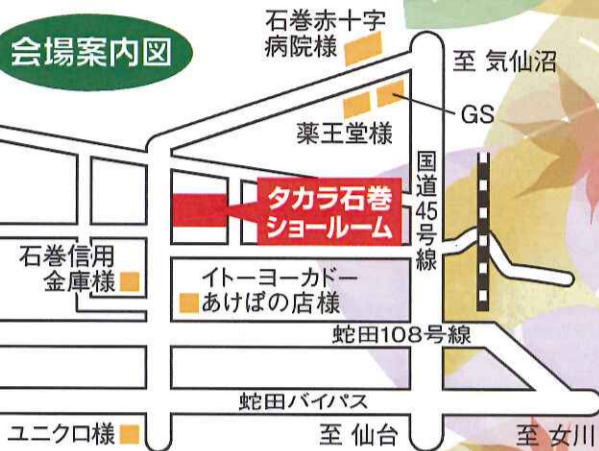 会場案内図
石巻赤十字
病院様
至 気仙沼
GS
薬王堂様
国道45号線
タカラ石巻
ショールーム
石巻信用
金庫様
イトーヨーカドー
あけぼの店様
蛇田108号線
蛇田バイパス
ユニクロ様
至 仙台
至 女川